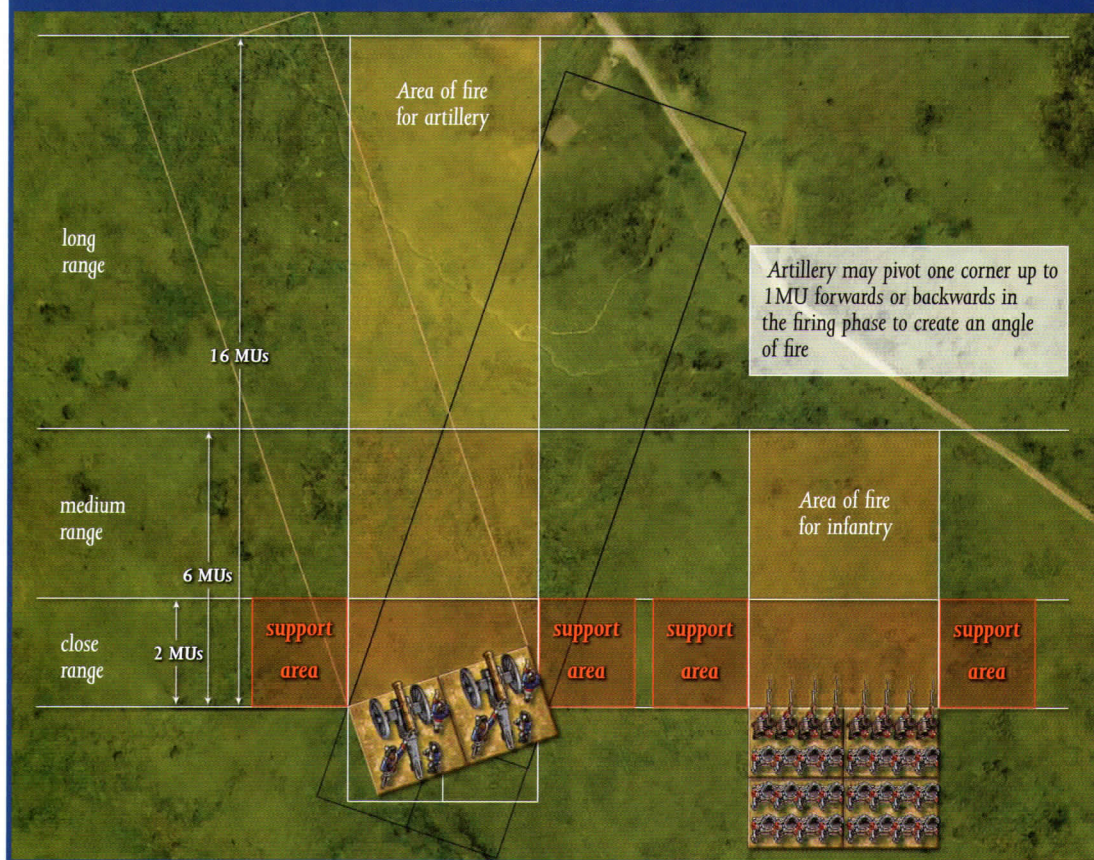 Area of fire
for artillery
long
range
Artillery may pivot one corner up to
1MU forwards or backwards in
the firing phase to create an angle
of fire
16 MUs
medium
range
Area of fire
for infantry
6 MUs
close
range
2 MUs
support
area
support
area
support
area
support
area